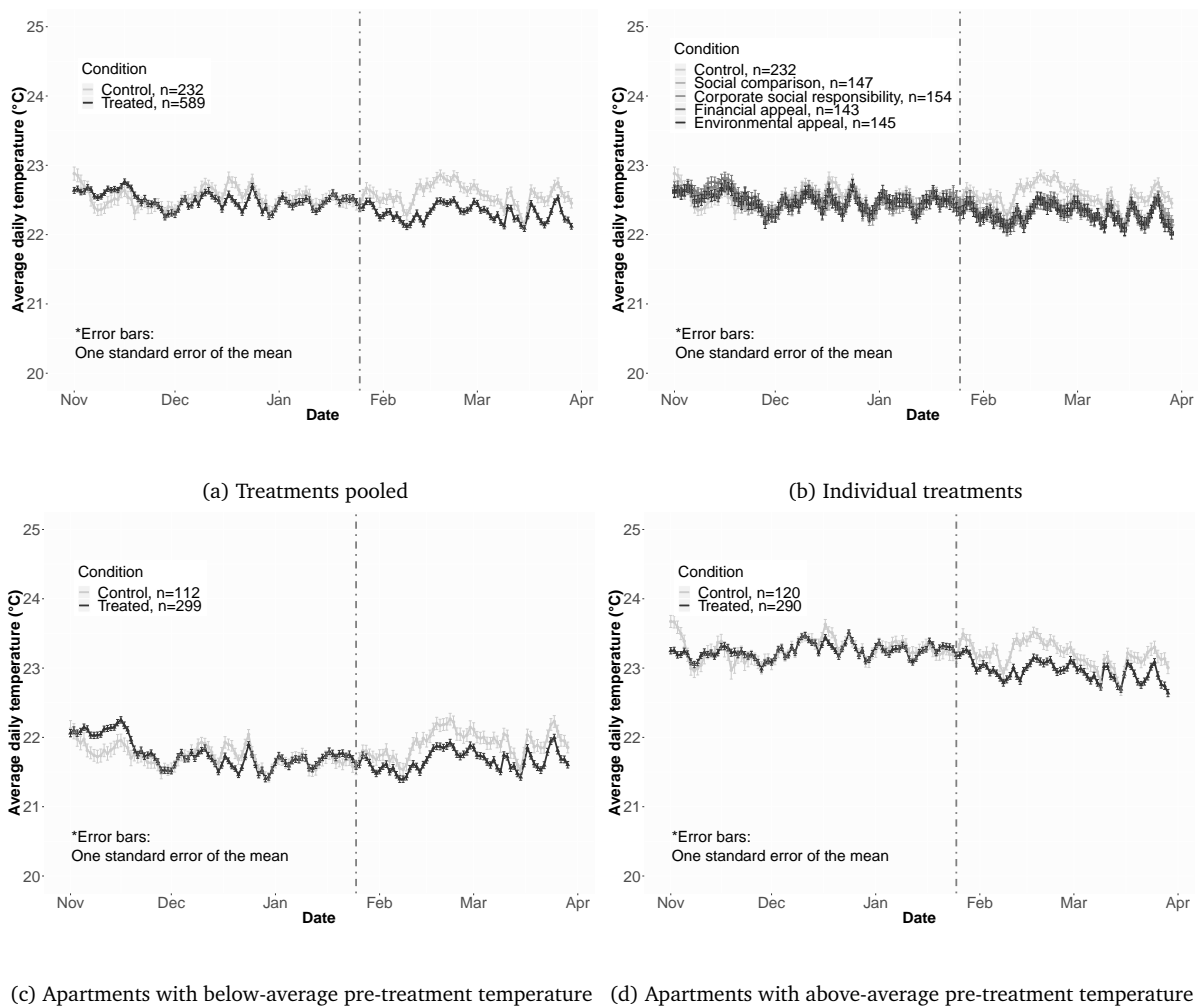 25
24
23
22
21
20
Average daily temperature (°C)
Condition
Control, n=232
Treated, n=589
*Error bars:
One standard error of the mean
Nov Dec Jan Feb Mar Apr
Date
(a) Treatments pooled
25
24
23
22
21
20
Average daily temperature (°C)
Condition
Control, n=232
Social comparison, n=147
Corporate social responsibility, n=154
Financial appeal, n=143
Environmental appeal, n=145
*Error bars:
One standard error of the mean
Nov Dec Jan Feb Mar Apr
Date
(b) Individual treatments
25
24
23
22
21
20
Average daily temperature (°C)
Condition
Control, n=112
Treated, n=299
*Error bars:
One standard error of the mean
Nov Dec Jan Feb Mar Apr
Date
(c) Apartments with below-average pre-treatment temperature
25
24
23
22
21
20
Average daily temperature (°C)
Condition
Control, n=120
Treated, n=290
*Error bars:
One standard error of the mean
Nov Dec Jan Feb Mar Apr
Date
(d) Apartments with above-average pre-treatment temperature